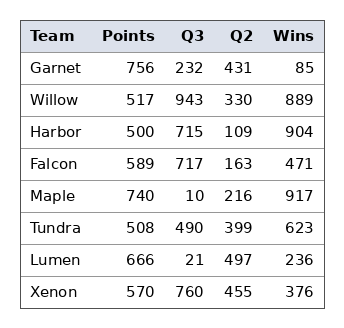 Team Points Q3 Q2 Wins
Garnet 756 232 431 85
Willow 517 943 330 889
Harbor 500 715 109 904
Falcon 589 717 163 471
Maple 740 10 216 917
Tundra 508 490 399 623
Lumen 666 21 497 236
Xenon 570 760 455 376